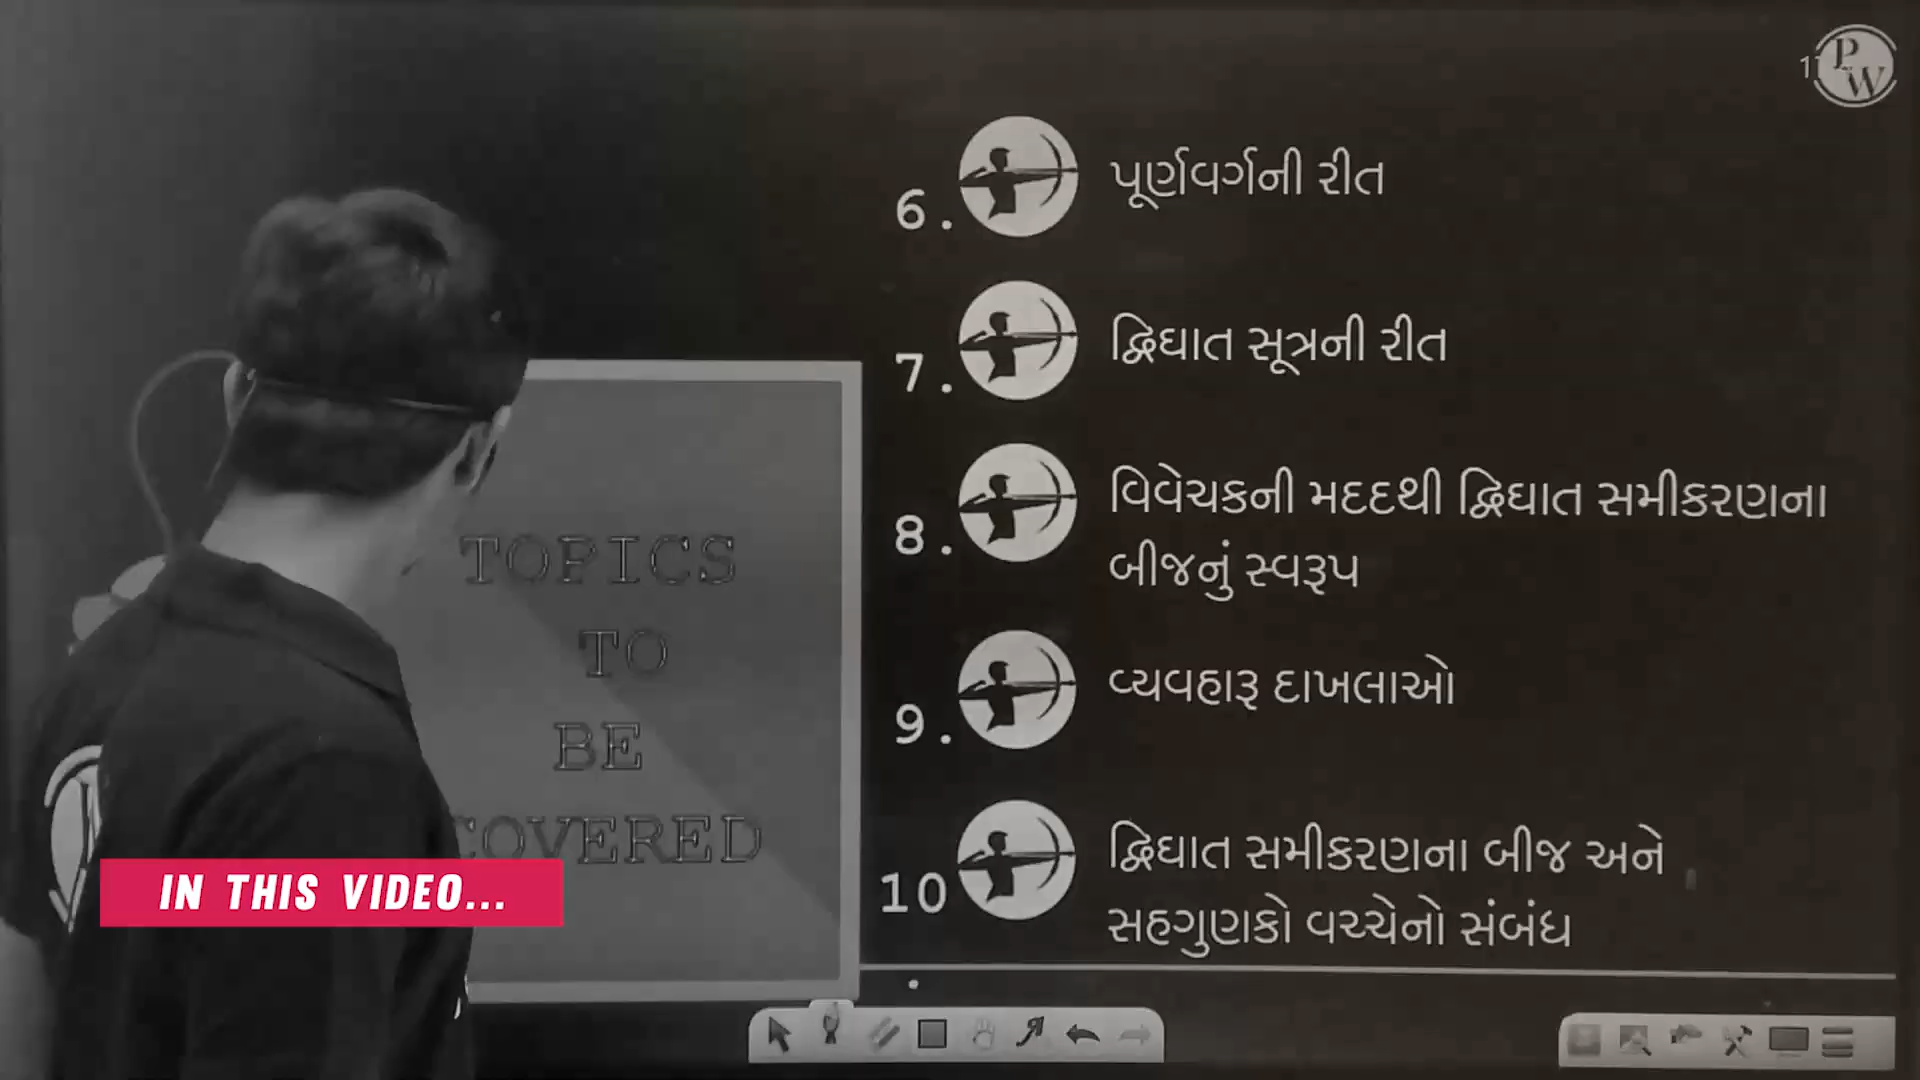 PW
6. પૂર્ણવર્ગની રીત
7. દ્વિઘાત સૂત્રની રીત
8. વિવેચકની મદદથી દ્વિઘાત સમીકરણના
બીજનું સ્વરૂપ
9. વ્યવહારૂ દાખલાઓ
10 દ્વિઘાત સમીકરણના બીજ અને
સહગુણકો વચ્ચેનો સંબંધ
TOPICS
TO
BE
COVERED
IN THIS VIDEO...